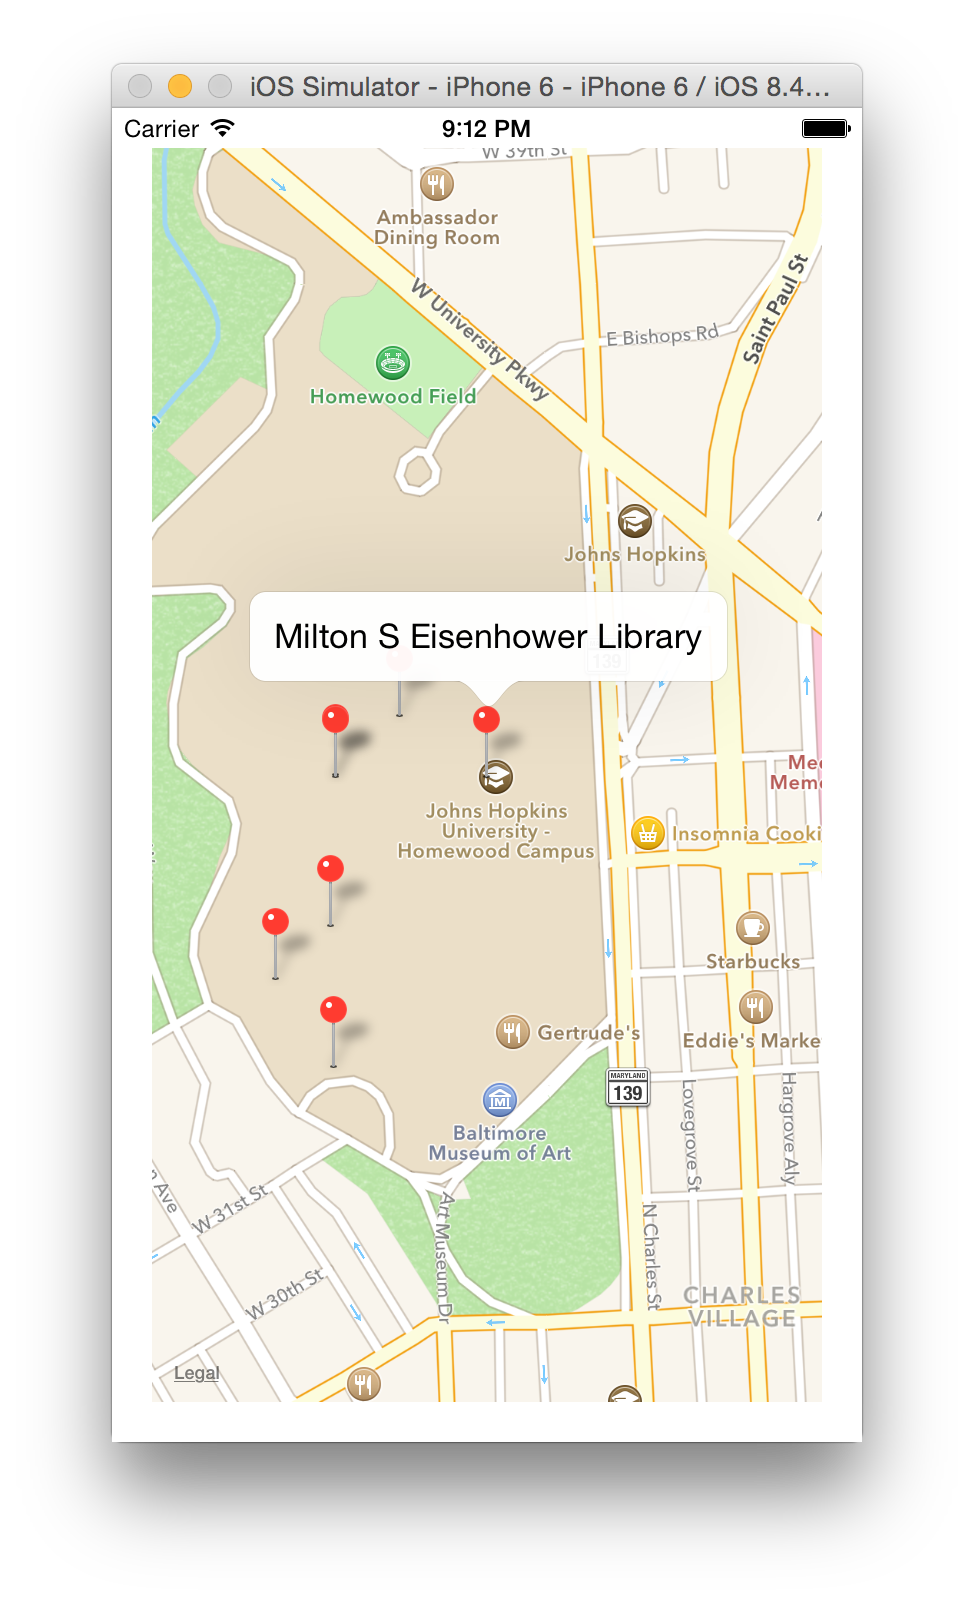 iOS Simulator - iPhone 6 - iPhone 6 / iOS 8.4...
Carrier
9:12 PM
W 39th St
Ambassador
Dining Room
W University Pkwy
Saint Paul St
E Bishops Rd
Homewood Field
Johns Hopkins
Milton S Eisenhower Library
139
Johns Hopkins
University -
Homewood Campus
Med
Memo
Insomnia Cooki
Starbucks
Gertrude's
Eddie's Marke
MARYLAND
139
Baltimore
Museum of Art
Lovegrove St
Hargrove Aly
Ave
W 31st St
Art Museum Dr
N Charles St
W 30th St
CHARLES
VILLAGE
Legal